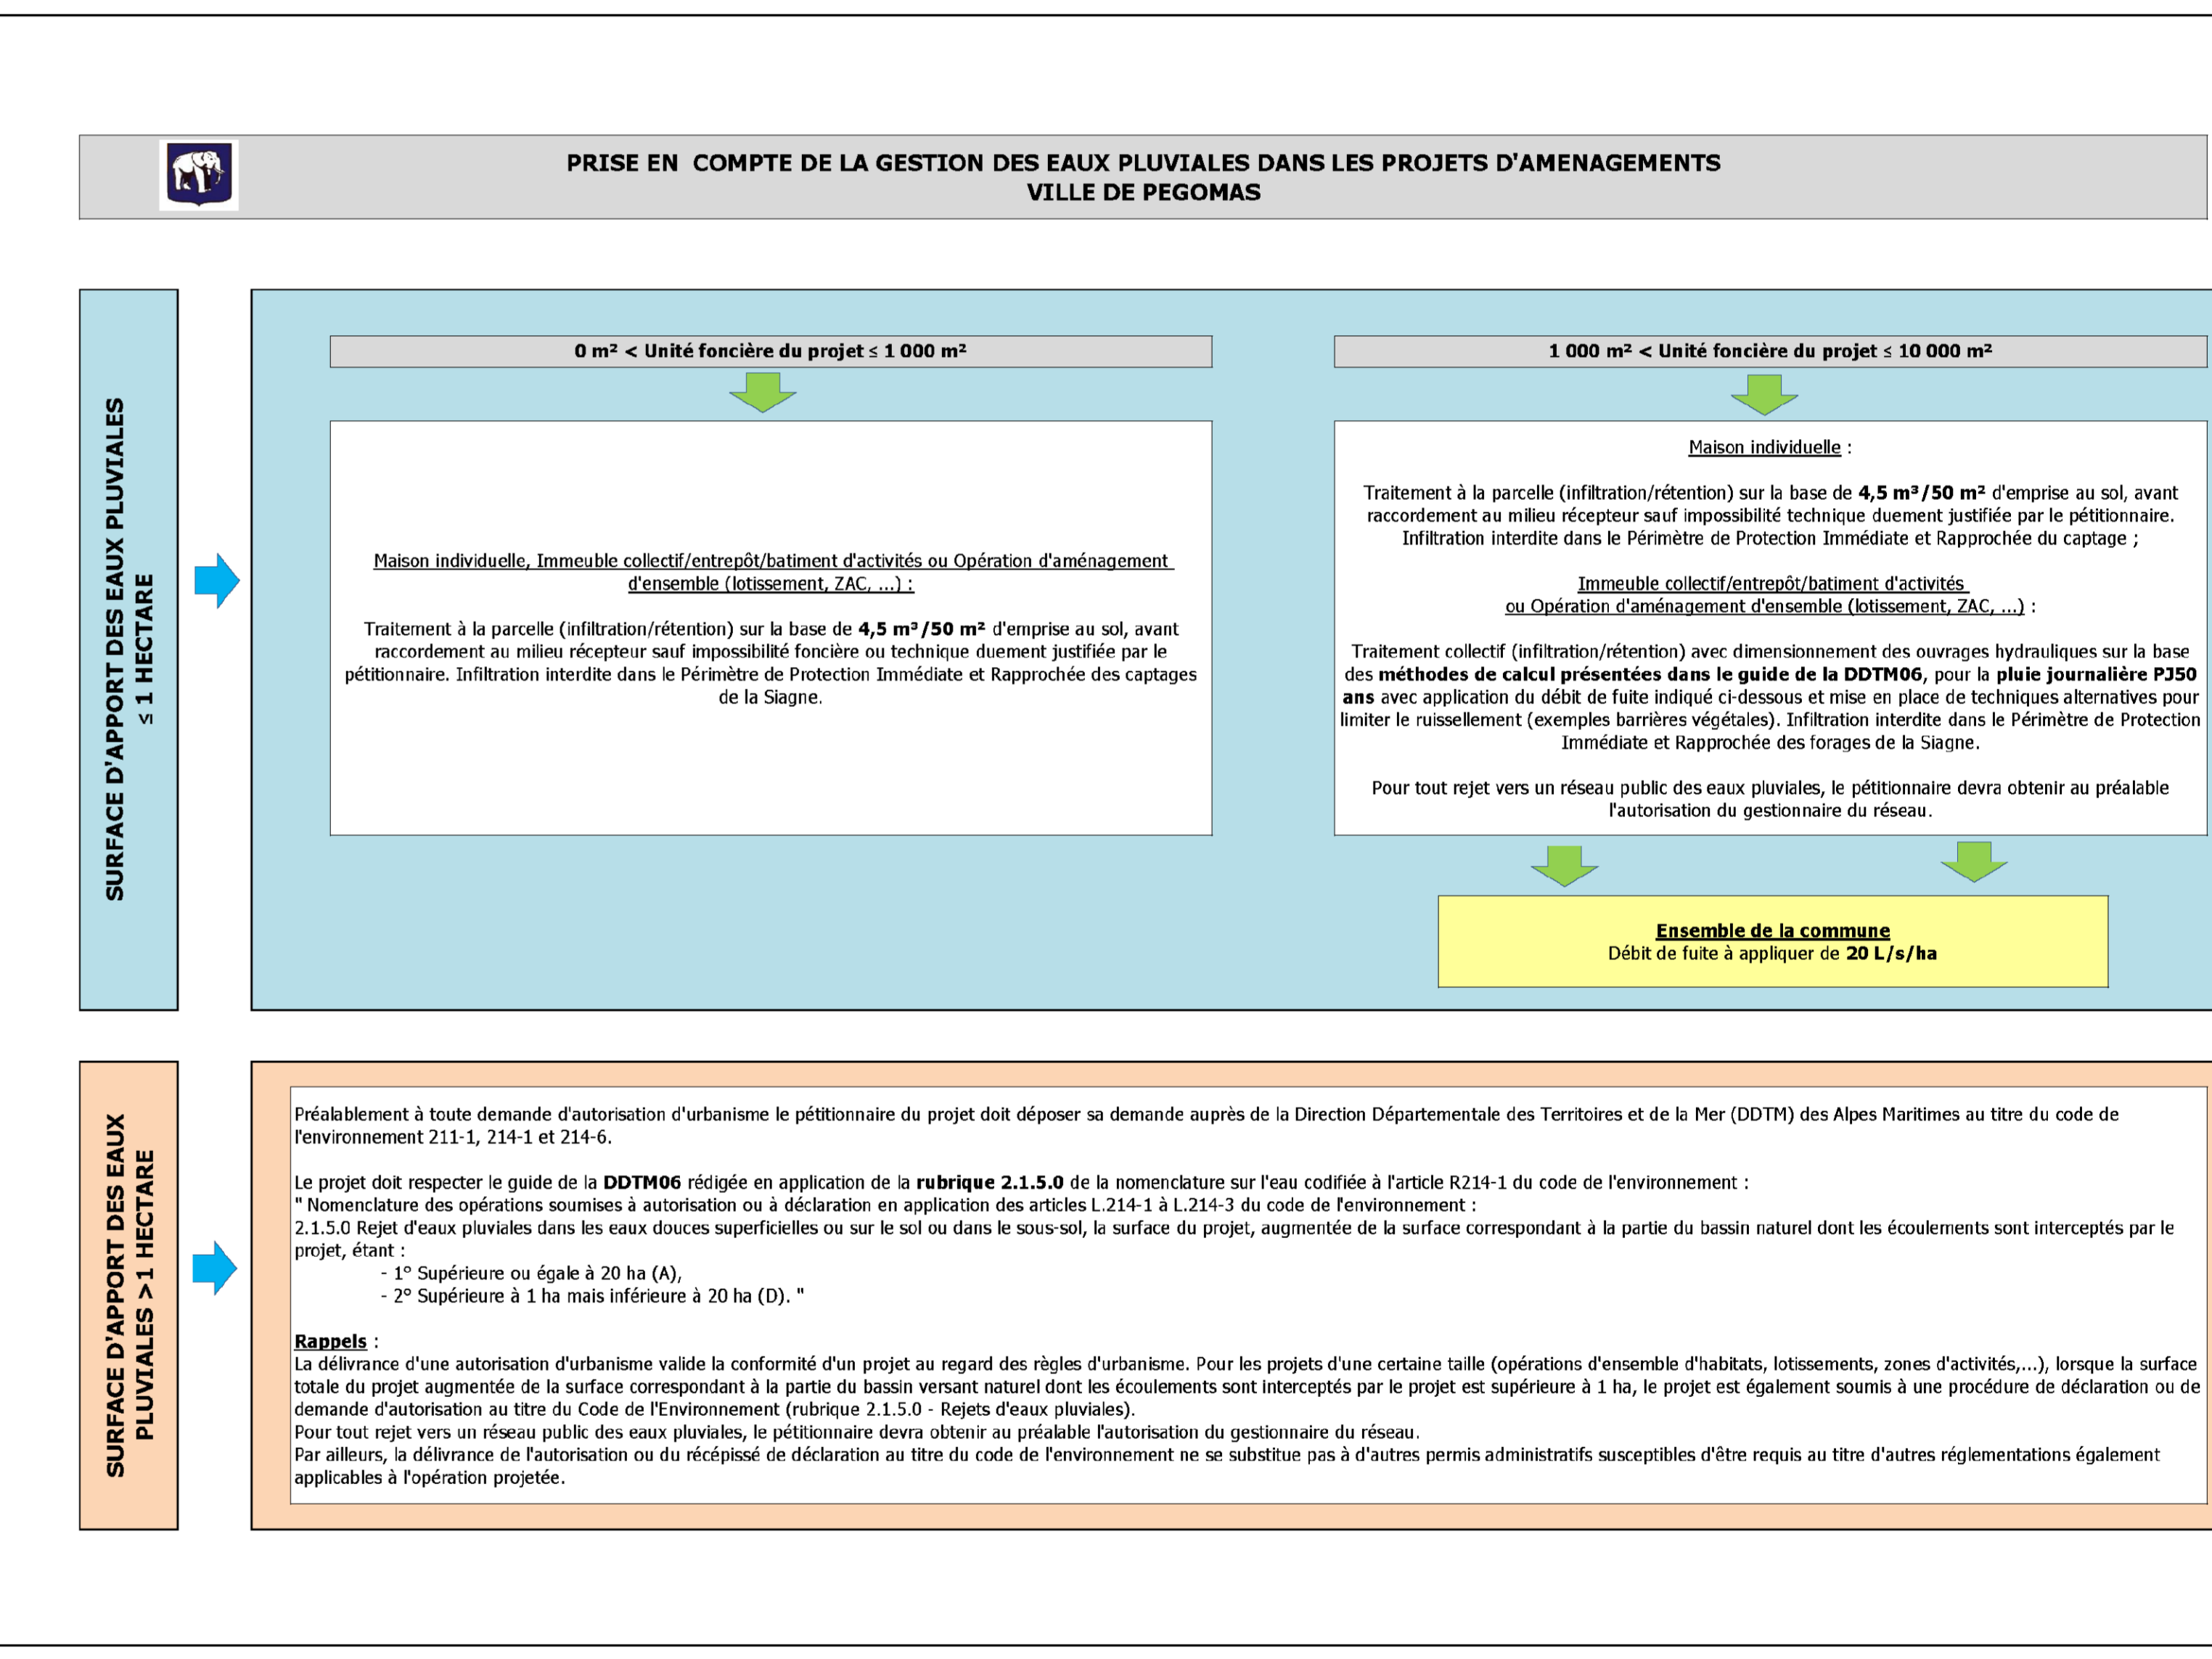 PRISE EN  COMPTE DE LA GESTION DES EAUX PLUVIALES DANS LES PROJETS D'AMENAGEMENTS
VILLE DE PEGOMAS
SURFACE D'APPORT DES EAUX PLUVIALES
≤ 1 HECTARE
0 m² < Unité foncière du projet ≤ 1 000 m²
Maison individuelle, Immeuble collectif/entrepôt/batiment d'activités ou Opération d'aménagement
d'ensemble (lotissement, ZAC, ...) :
Traitement à la parcelle (infiltration/rétention) sur la base de 4,5 m³/50 m² d'emprise au sol, avant
raccordement au milieu récepteur sauf impossibilité foncière ou technique duement justifiée par le
pétitionnaire. Infiltration interdite dans le Périmètre de Protection Immédiate et Rapprochée des captages
de la Siagne.
1 000 m² < Unité foncière du projet ≤ 10 000 m²
Maison individuelle :
Traitement à la parcelle (infiltration/rétention) sur la base de 4,5 m³/50 m² d'emprise au sol, avant
raccordement au milieu récepteur sauf impossibilité technique duement justifiée par le pétitionnaire.
Infiltration interdite dans le Périmètre de Protection Immédiate et Rapprochée du captage ;
Immeuble collectif/entrepôt/batiment d'activités
ou Opération d'aménagement d'ensemble (lotissement, ZAC, ...) :
Traitement collectif (infiltration/rétention) avec dimensionnement des ouvrages hydrauliques sur la base
des méthodes de calcul présentées dans le guide de la DDTM06, pour la pluie journalière PJ50
ans avec application du débit de fuite indiqué ci-dessous et mise en place de techniques alternatives pour
limiter le ruissellement (exemples barrières végétales). Infiltration interdite dans le Périmètre de Protection
Immédiate et Rapprochée des forages de la Siagne.
Pour tout rejet vers un réseau public des eaux pluviales, le pétitionnaire devra obtenir au préalable
l'autorisation du gestionnaire du réseau.
Ensemble de la commune
Débit de fuite à appliquer de 20 L/s/ha
SURFACE D'APPORT DES EAUX
PLUVIALES >1 HECTARE
Préalablement à toute demande d'autorisation d'urbanisme le pétitionnaire du projet doit déposer sa demande auprès de la Direction Départementale des Territoires et de la Mer (DDTM) des Alpes Maritimes au titre du code de
l'environnement 211-1, 214-1 et 214-6.
Le projet doit respecter le guide de la DDTM06 rédigée en application de la rubrique 2.1.5.0 de la nomenclature sur l'eau codifiée à l'article R214-1 du code de l'environnement :
" Nomenclature des opérations soumises à autorisation ou à déclaration en application des articles L.214-1 à L.214-3 du code de l'environnement :
2.1.5.0 Rejet d'eaux pluviales dans les eaux douces superficielles ou sur le sol ou dans le sous-sol, la surface du projet, augmentée de la surface correspondant à la partie du bassin naturel dont les écoulements sont interceptés par le
projet, étant :
- 1° Supérieure ou égale à 20 ha (A),
- 2° Supérieure à 1 ha mais inférieure à 20 ha (D). "
Rappels :
La délivrance d'une autorisation d'urbanisme valide la conformité d'un projet au regard des règles d'urbanisme. Pour les projets d'une certaine taille (opérations d'ensemble d'habitats, lotissements, zones d'activités,...), lorsque la surface
totale du projet augmentée de la surface correspondant à la partie du bassin versant naturel dont les écoulements sont interceptés par le projet est supérieure à 1 ha, le projet est également soumis à une procédure de déclaration ou de
demande d'autorisation au titre du Code de l'Environnement (rubrique 2.1.5.0 - Rejets d'eaux pluviales).
Pour tout rejet vers un réseau public des eaux pluviales, le pétitionnaire devra obtenir au préalable l'autorisation du gestionnaire du réseau.
Par ailleurs, la délivrance de l'autorisation ou du récépissé de déclaration au titre du code de l'environnement ne se substitue pas à d'autres permis administratifs susceptibles d'être requis au titre d'autres réglementations également
applicables à l'opération projetée.